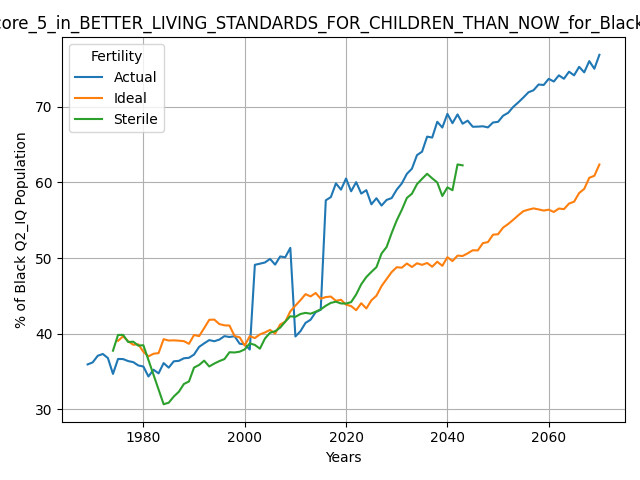 core_5_in_BETTER_LIVING_STANDARDS_FOR_CHILDREN_THAN_NOW_for_Black
Fertility
Actual
Ideal
Sterile
% of Black Q2_IQ Population
70
60
50
40
30
1980
2000
2020
2040
2060
Years